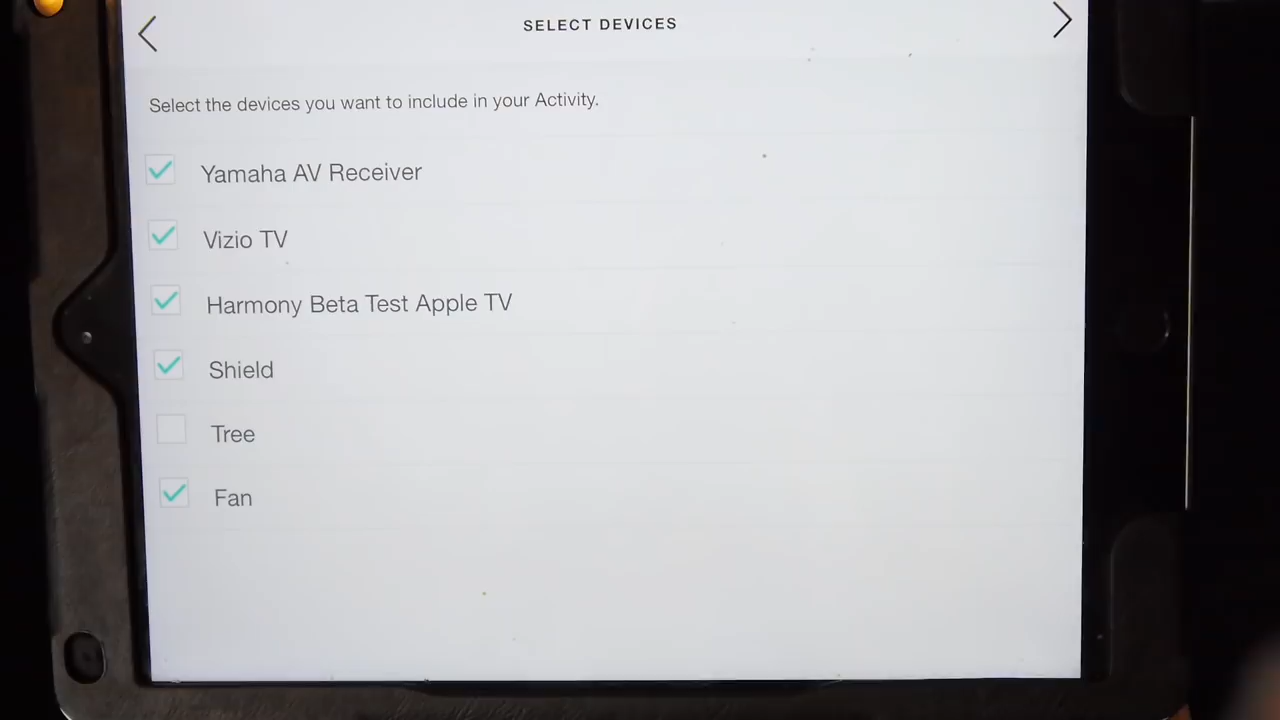 SELECT DEVICES
Select the devices you want to include in your Activity.
Yamaha AV Receiver
Vizio TV
Harmony Beta Test Apple TV
Shield
Tree
Fan